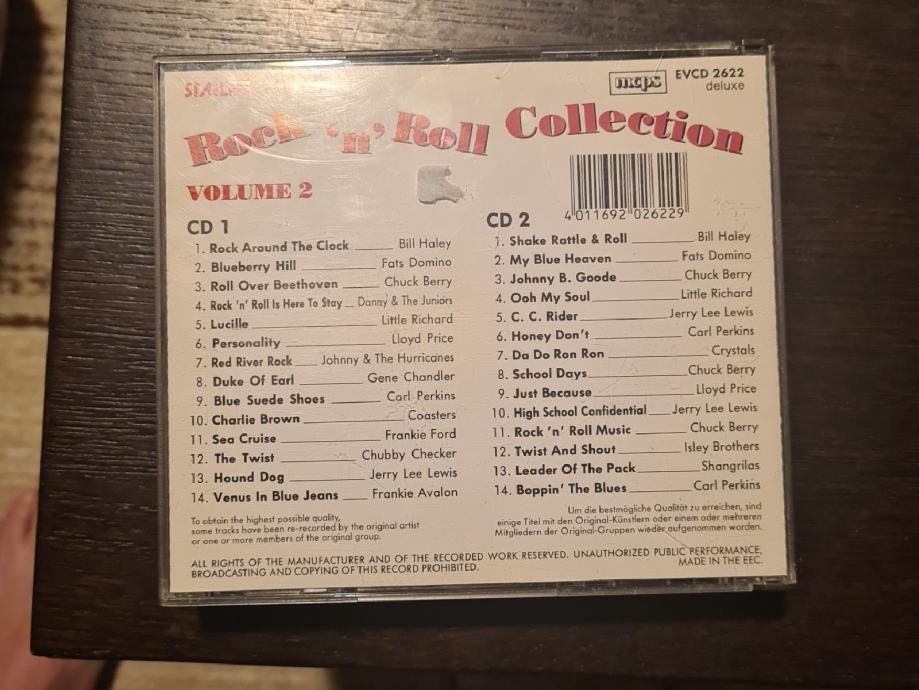 mcps EVCD 2622
deluxe
Rock 'n' Roll Collection
VOLUME 2
4 011692 026229
CD 1
1. Rock Around The Clock Bill Haley
2. Blueberry Hill Fats Domino
3. Roll Over Beethoven Chuck Berry
4. Rock 'n' Roll Is Here To Stay Danny & The Juniors
5. Lucille Little Richard
6. Personality Lloyd Price
7. Red River Rock Johnny & The Hurricanes
8. Duke Of Earl Gene Chandler
9. Blue Suede Shoes Carl Perkins
10. Charlie Brown Coasters
11. Sea Cruise Frankie Ford
12. The Twist Chubby Checker
13. Hound Dog Jerry Lee Lewis
14. Venus In Blue Jeans Frankie Avalon
To obtain the highest possible quality,
some tracks have been re-recorded by the original artist
or one or more members of the original group.
CD 2
1. Shake Rattle & Roll Bill Haley
2. My Blue Heaven Fats Domino
3. Johnny B. Goode Chuck Berry
4. Ooh My Soul Little Richard
5. C. C. Rider Jerry Lee Lewis
6. Honey Don't Carl Perkins
7. Da Do Ron Ron Crystals
8. School Days Chuck Berry
9. Just Because Lloyd Price
10. High School Confidential Jerry Lee Lewis
11. Rock 'n' Roll Music Chuck Berry
12. Twist And Shout Isley Brothers
13. Leader Of The Pack Shangrilas
14. Boppin' The Blues Carl Perkins
Um die bestmögliche Qualität zu erreichen, sind
einige Titel mit den Original-Künstlern oder einem oder mehreren
Mitgliedern der Original-Gruppen wieder aufgenommen worden.
ALL RIGHTS OF THE MANUFACTURER AND OF THE RECORDED WORK RESERVED. UNAUTHORIZED PUBLIC PERFORMANCE,
BROADCASTING AND COPYING OF THIS RECORD PROHIBITED. MADE IN THE EEC.